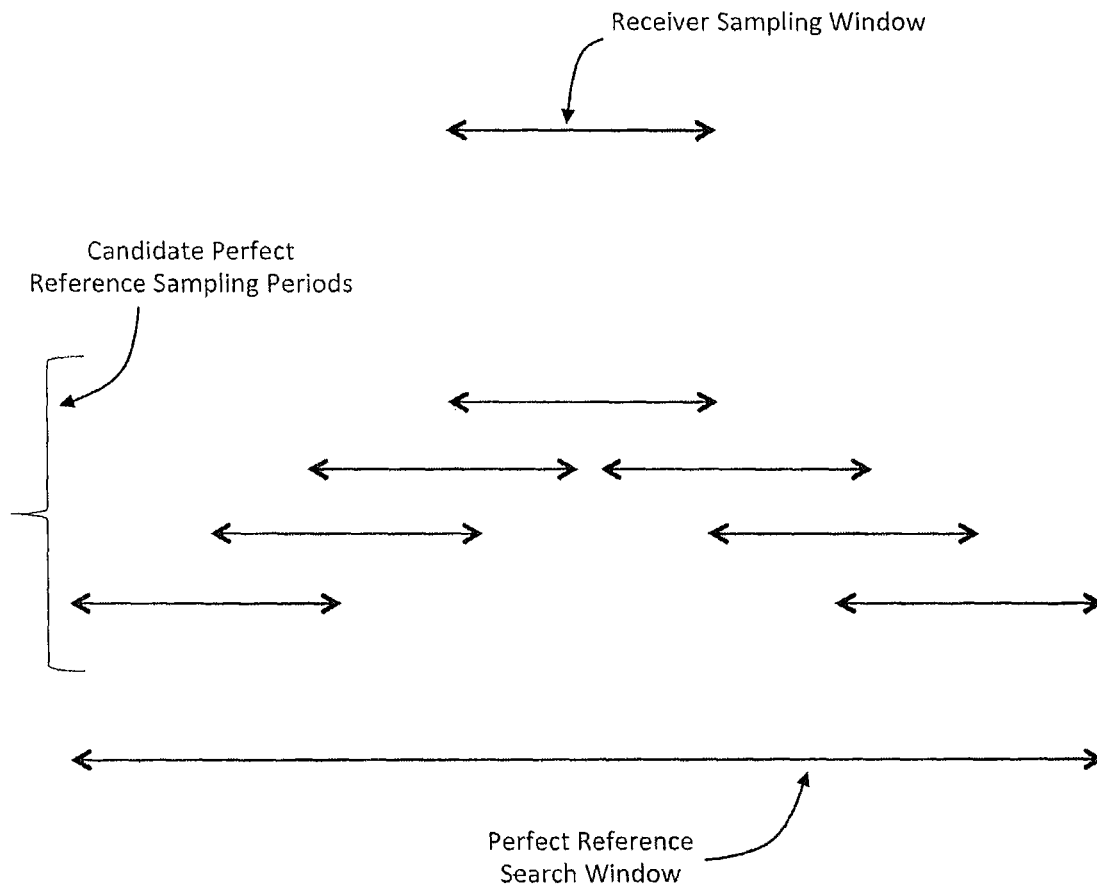 Receiver Sampling Window
Candidate Perfect
Reference Sampling Periods
Perfect Reference
Search Window